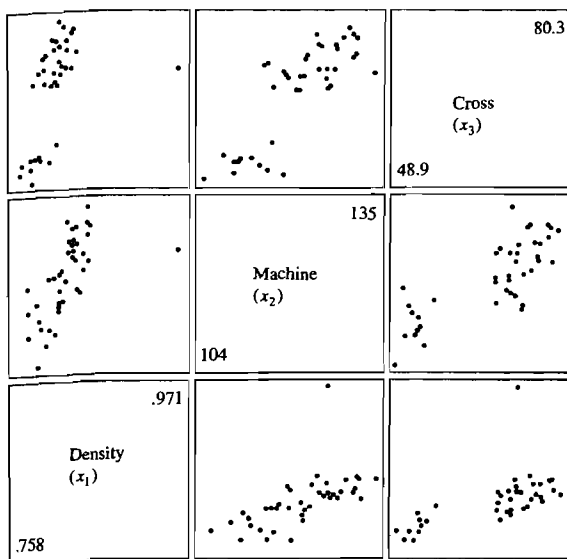 80.3
Cross
(x₃)
48.9
135
Machine
(x₂)
104
.971
Density
(x₁)
.758